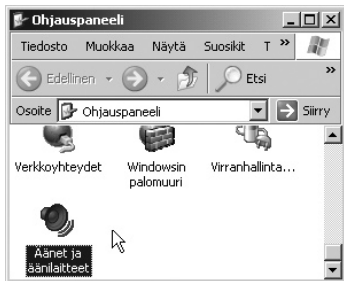 Ohjauspaneeli
Tiedosto Muokkaa Näytä Suosikit T »
Edellinen Etsi »
Osoite Ohjauspaneeli Siirry
Verkkoyhteydet Windowsin palomuuri Virranhallinta...
Äänet ja äänilaitteet